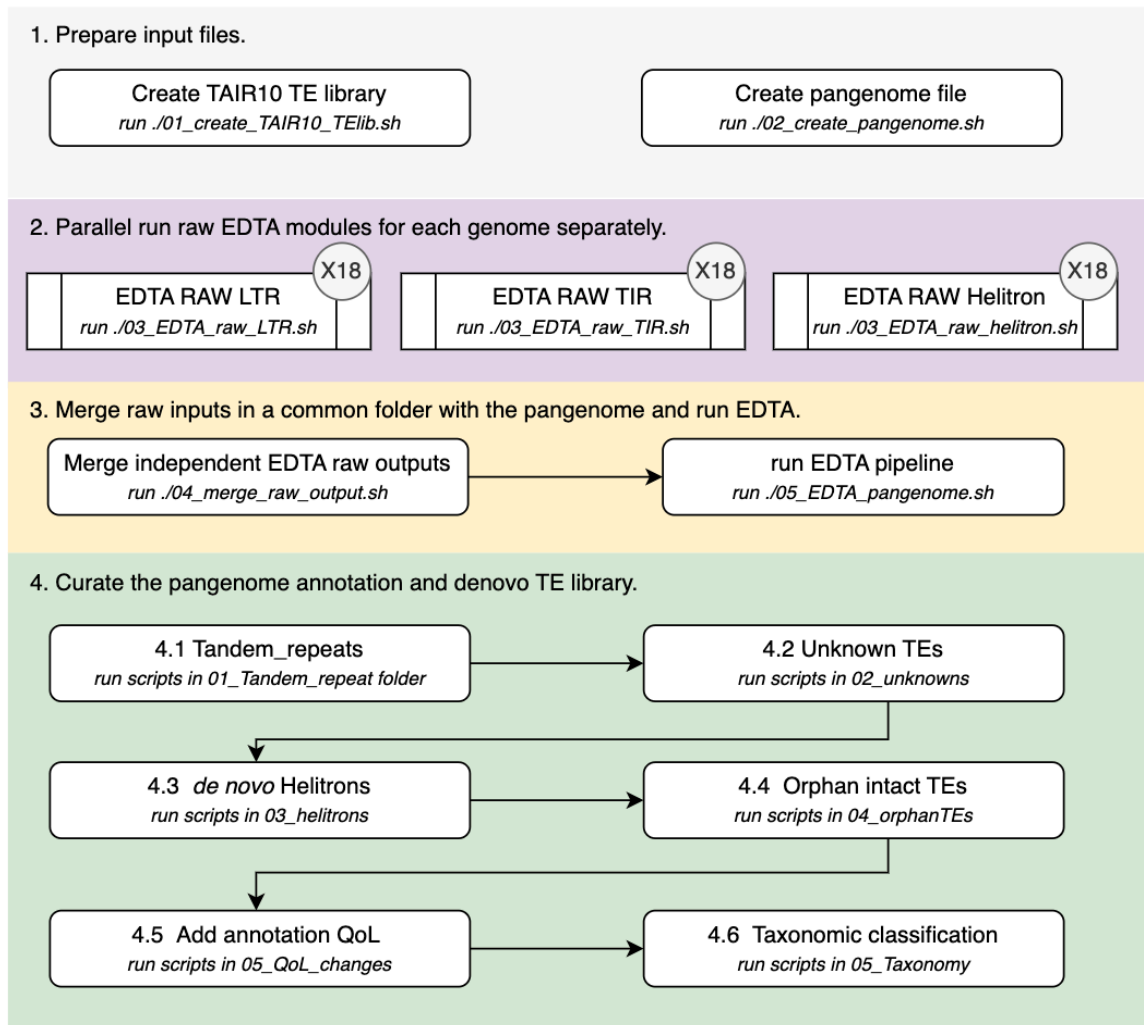 1. Prepare input files.
Create TAIR10 TE library
run ./01_create_TAIR10_TElib.sh
Create pangenome file
run ./02_create_pangenome.sh
2. Parallel run raw EDTA modules for each genome separately.
X18
EDTA RAW LTR
run ./03_EDTA_raw_LTR.sh
X18
EDTA RAW TIR
run ./03_EDTA_raw_TIR.sh
X18
EDTA RAW Helitron
run ./03_EDTA_raw_helitron.sh
3. Merge raw inputs in a common folder with the pangenome and run EDTA.
Merge independent EDTA raw outputs
run ./04_merge_raw_output.sh
run EDTA pipeline
run ./05_EDTA_pangenome.sh
4. Curate the pangenome annotation and denovo TE library.
4.1 Tandem_repeats
run scripts in 01_Tandem_repeat folder
4.2 Unknown TEs
run scripts in 02_unknowns
4.3 de novo Helitrons
run scripts in 03_helitrons
4.4 Orphan intact TEs
run scripts in 04_orphanTEs
4.5 Add annotation QoL
run scripts in 05_QoL_changes
4.6 Taxonomic classification
run scripts in 05_Taxonomy